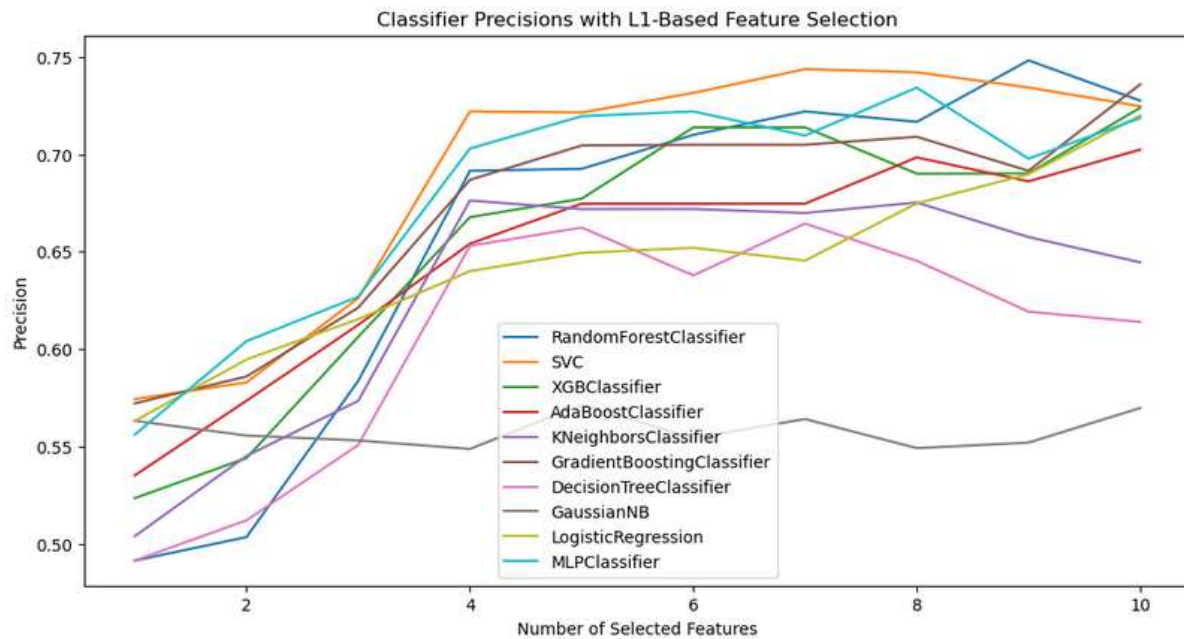 Classifier Precisions with L1-Based Feature Selection
Precision
0.75
0.70
0.65
0.60
0.55
0.50
RandomForestClassifier
SVC
XGBClassifier
AdaBoostClassifier
KNeighborsClassifier
GradientBoostingClassifier
DecisionTreeClassifier
GaussianNB
LogisticRegression
MLPClassifier
2 4 6 8 10
Number of Selected Features